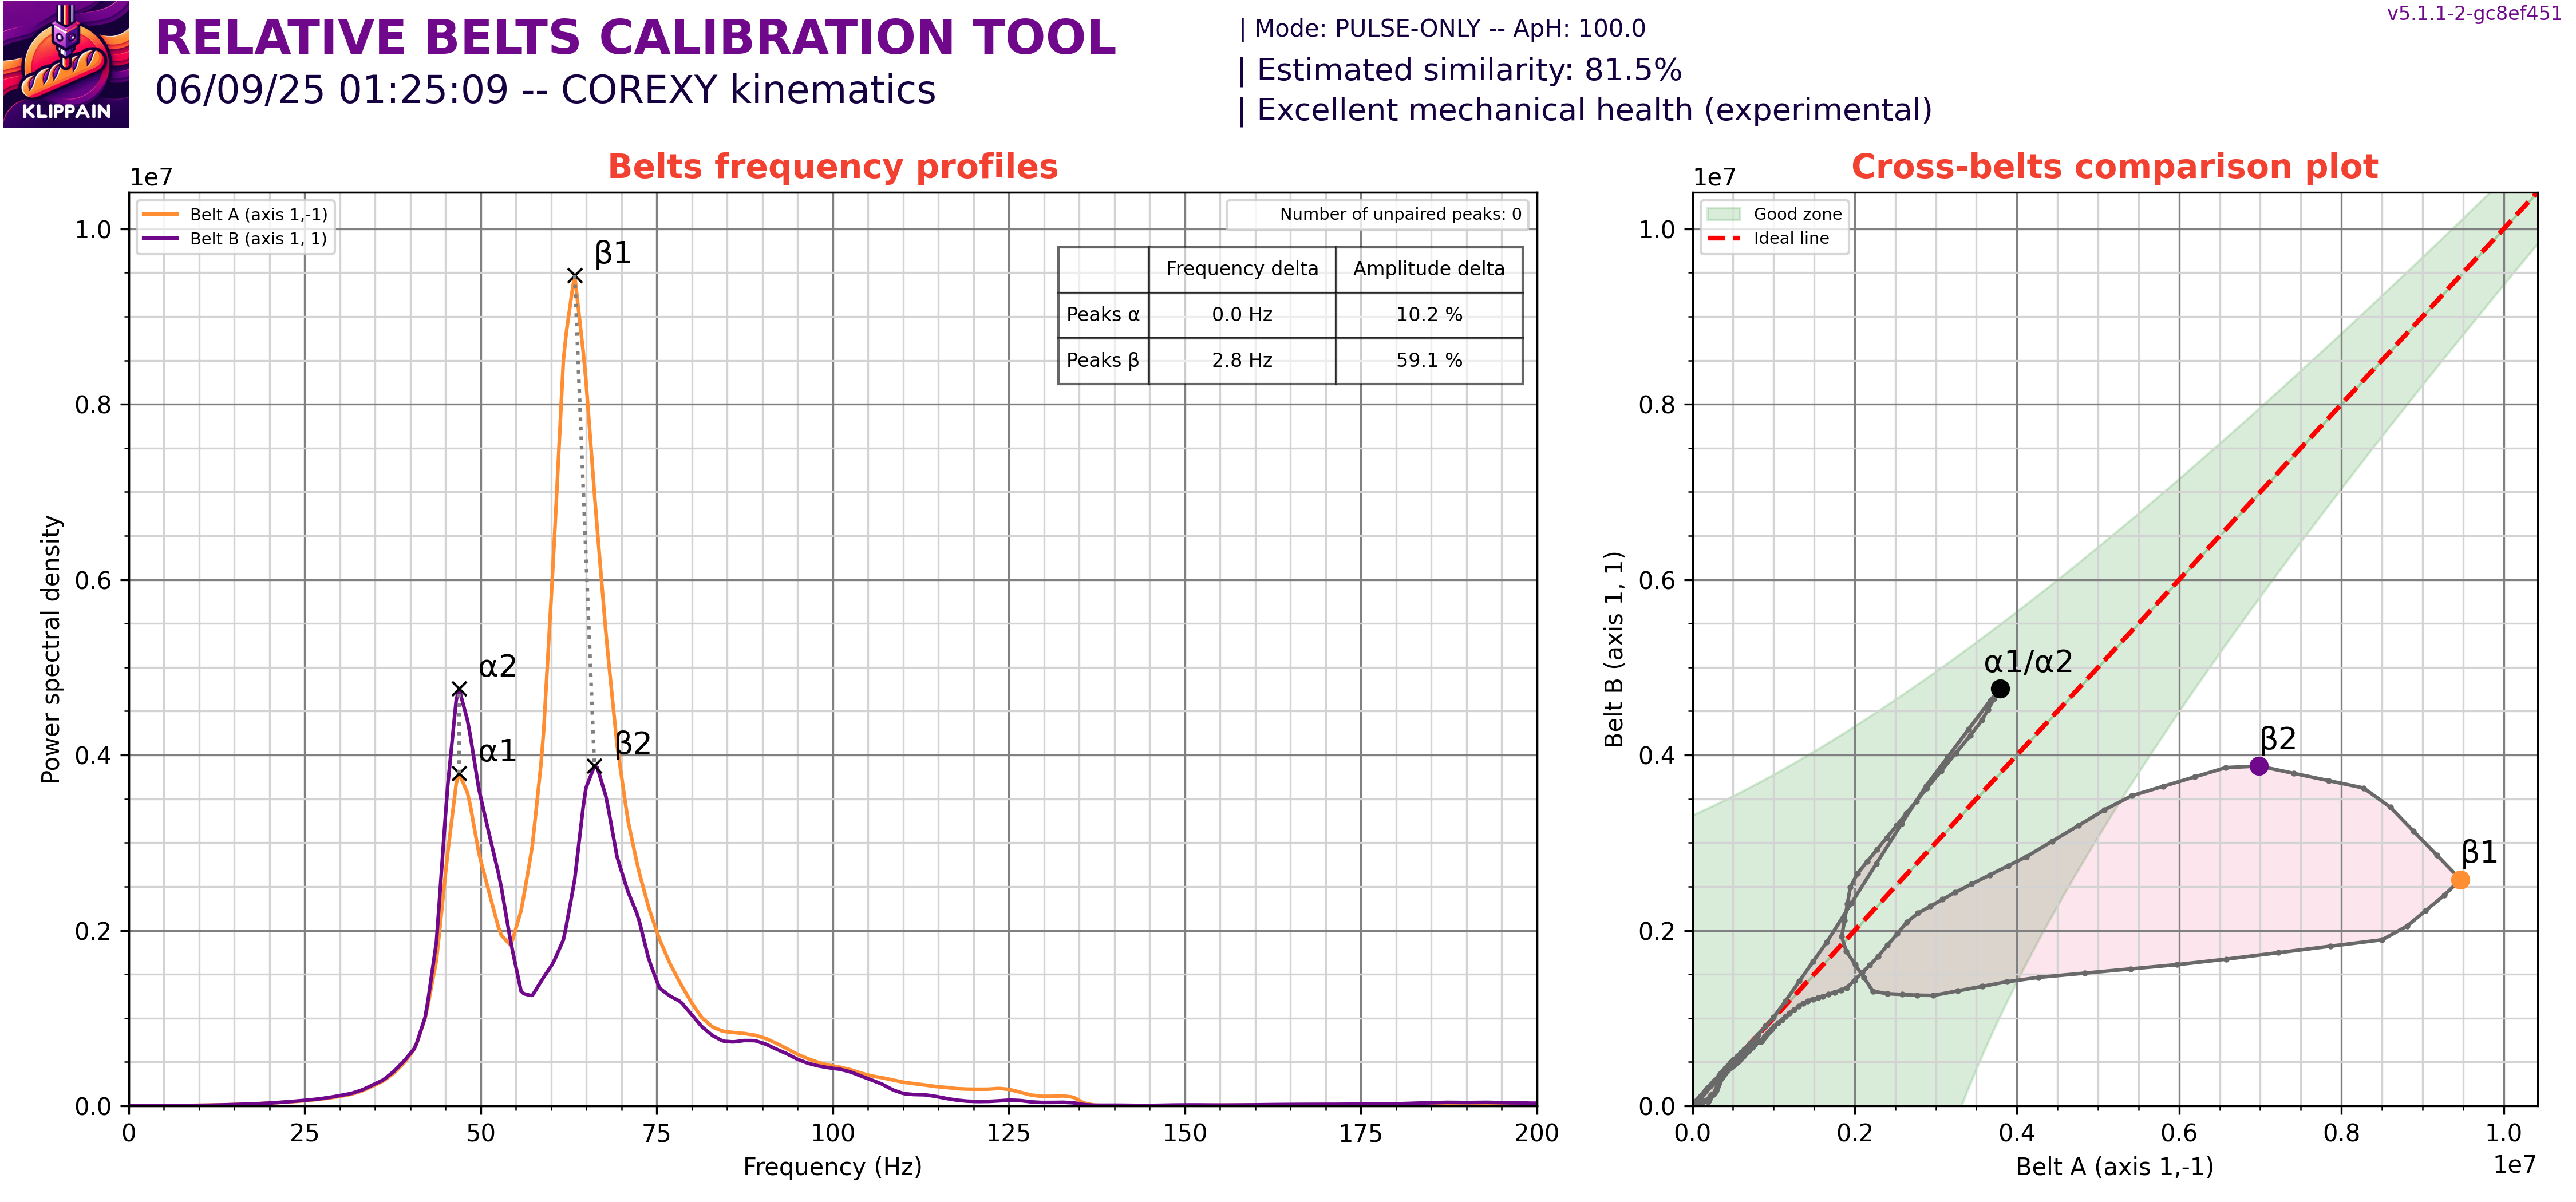 v5.1.1-2-gc8ef451
KLIPPAIN
RELATIVE BELTS CALIBRATION TOOL
06/09/25 01:25:09 -- COREXY kinematics
| Mode: PULSE-ONLY -- ApH: 100.0
| Estimated similarity: 81.5%
| Excellent mechanical health (experimental)
Belts frequency profiles
1e7
Belt A (axis 1,-1)
Belt B (axis 1, 1)
Number of unpaired peaks: 0
Frequency delta Amplitude delta
Peaks α 0.0 Hz 10.2 %
Peaks β 2.8 Hz 59.1 %
β1
α2
α1
β2
Power spectral density
1.0
0.8
0.6
0.4
0.2
0.0
0 25 50 75 100 125 150 175 200
Frequency (Hz)
Cross-belts comparison plot
1e7
Good zone
Ideal line
α1/α2
β2
β1
Belt B (axis 1, 1)
1.0
0.8
0.6
0.4
0.2
0.0
0.0 0.2 0.4 0.6 0.8 1.0
1e7
Belt A (axis 1,-1)